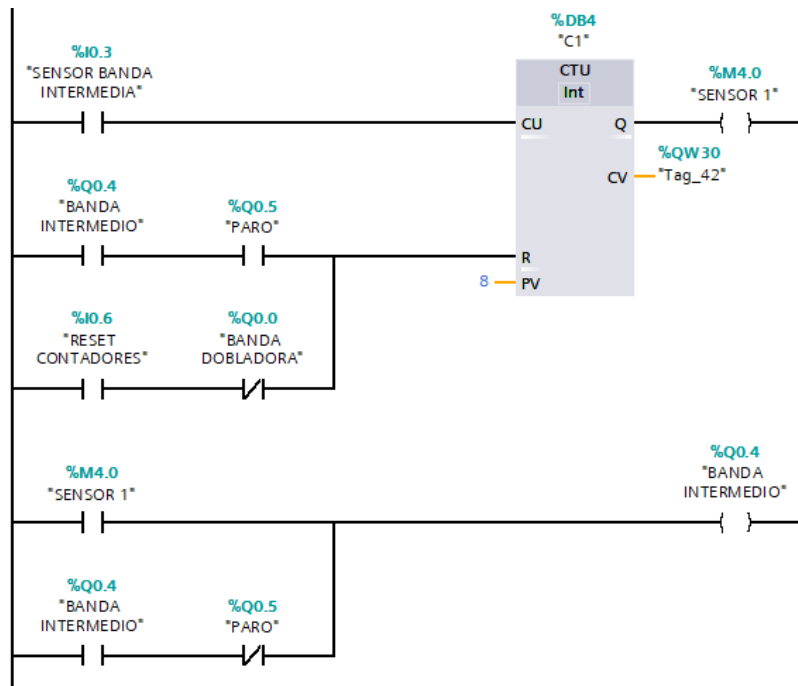 %DB4
"C1"
%I0.3
"SENSOR BANDA
INTERMEDIA"
CTU
Int
%M4.0
"SENSOR 1"
CU
Q
%QW30
"Tag_42"
CV
%Q0.4
"BANDA
INTERMEDIO"
%Q0.5
"PARO"
R
8
PV
%I0.6
"RESET
CONTADORES"
%Q0.0
"BANDA
DOBLADORA"
%M4.0
"SENSOR 1"
%Q0.4
"BANDA
INTERMEDIO"
%Q0.4
"BANDA
INTERMEDIO"
%Q0.5
"PARO"